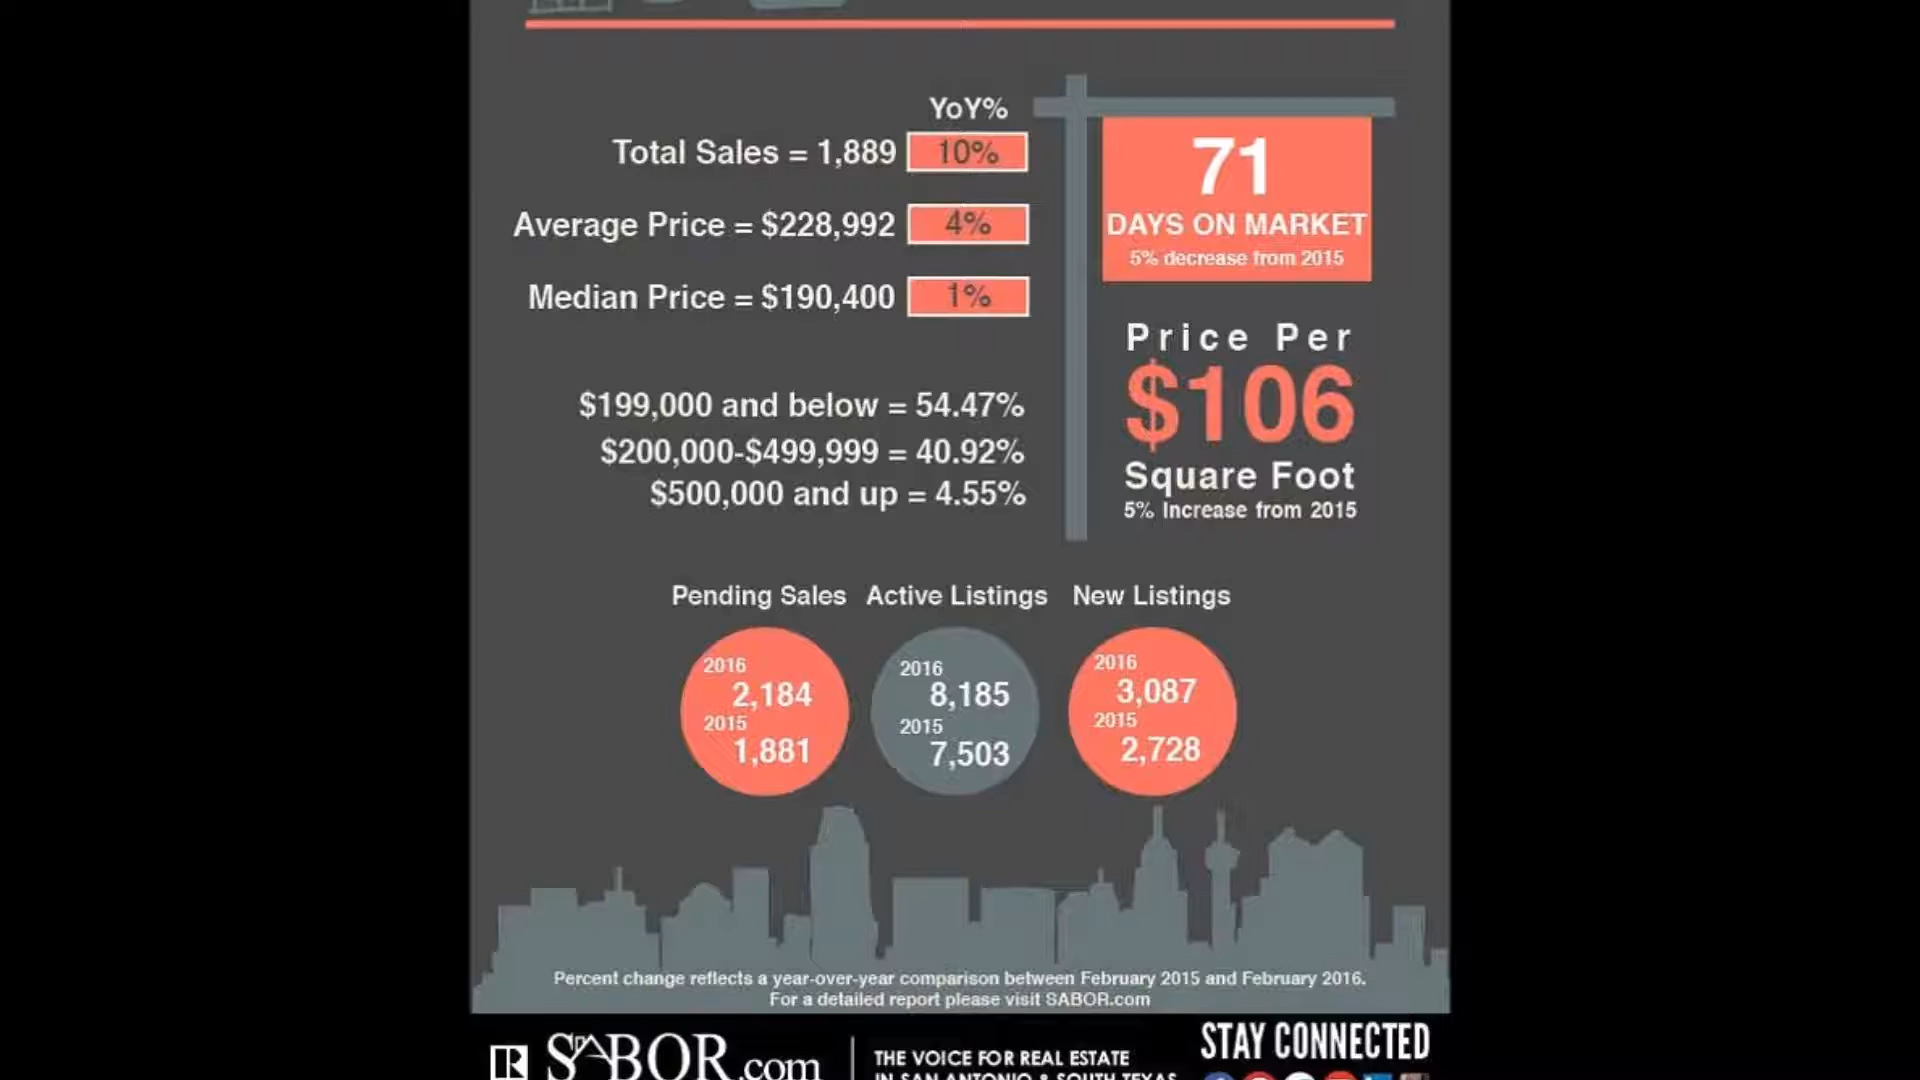 YoY%
Total Sales = 1,889 10%
Average Price = $228,992 4%
Median Price = $190,400 1%
$199,000 and below = 54.47%
$200,000-$499,999 = 40.92%
$500,000 and up = 4.55%
71
DAYS ON MARKET
5% decrease from 2015
Price Per
$106
Square Foot
5% Increase from 2015
Pending Sales
2016
2,184
2015
1,881
Active Listings
2016
8,185
2015
7,503
New Listings
2016
3,087
2015
2,728
Percent change reflects a year-over-year comparison between February 2015 and February 2016.
For a detailed report please visit SABOR.com
R SABOR.com
THE VOICE FOR REAL ESTATE
IN SAN ANTONIO & SOUTH TEXAS
STAY CONNECTED